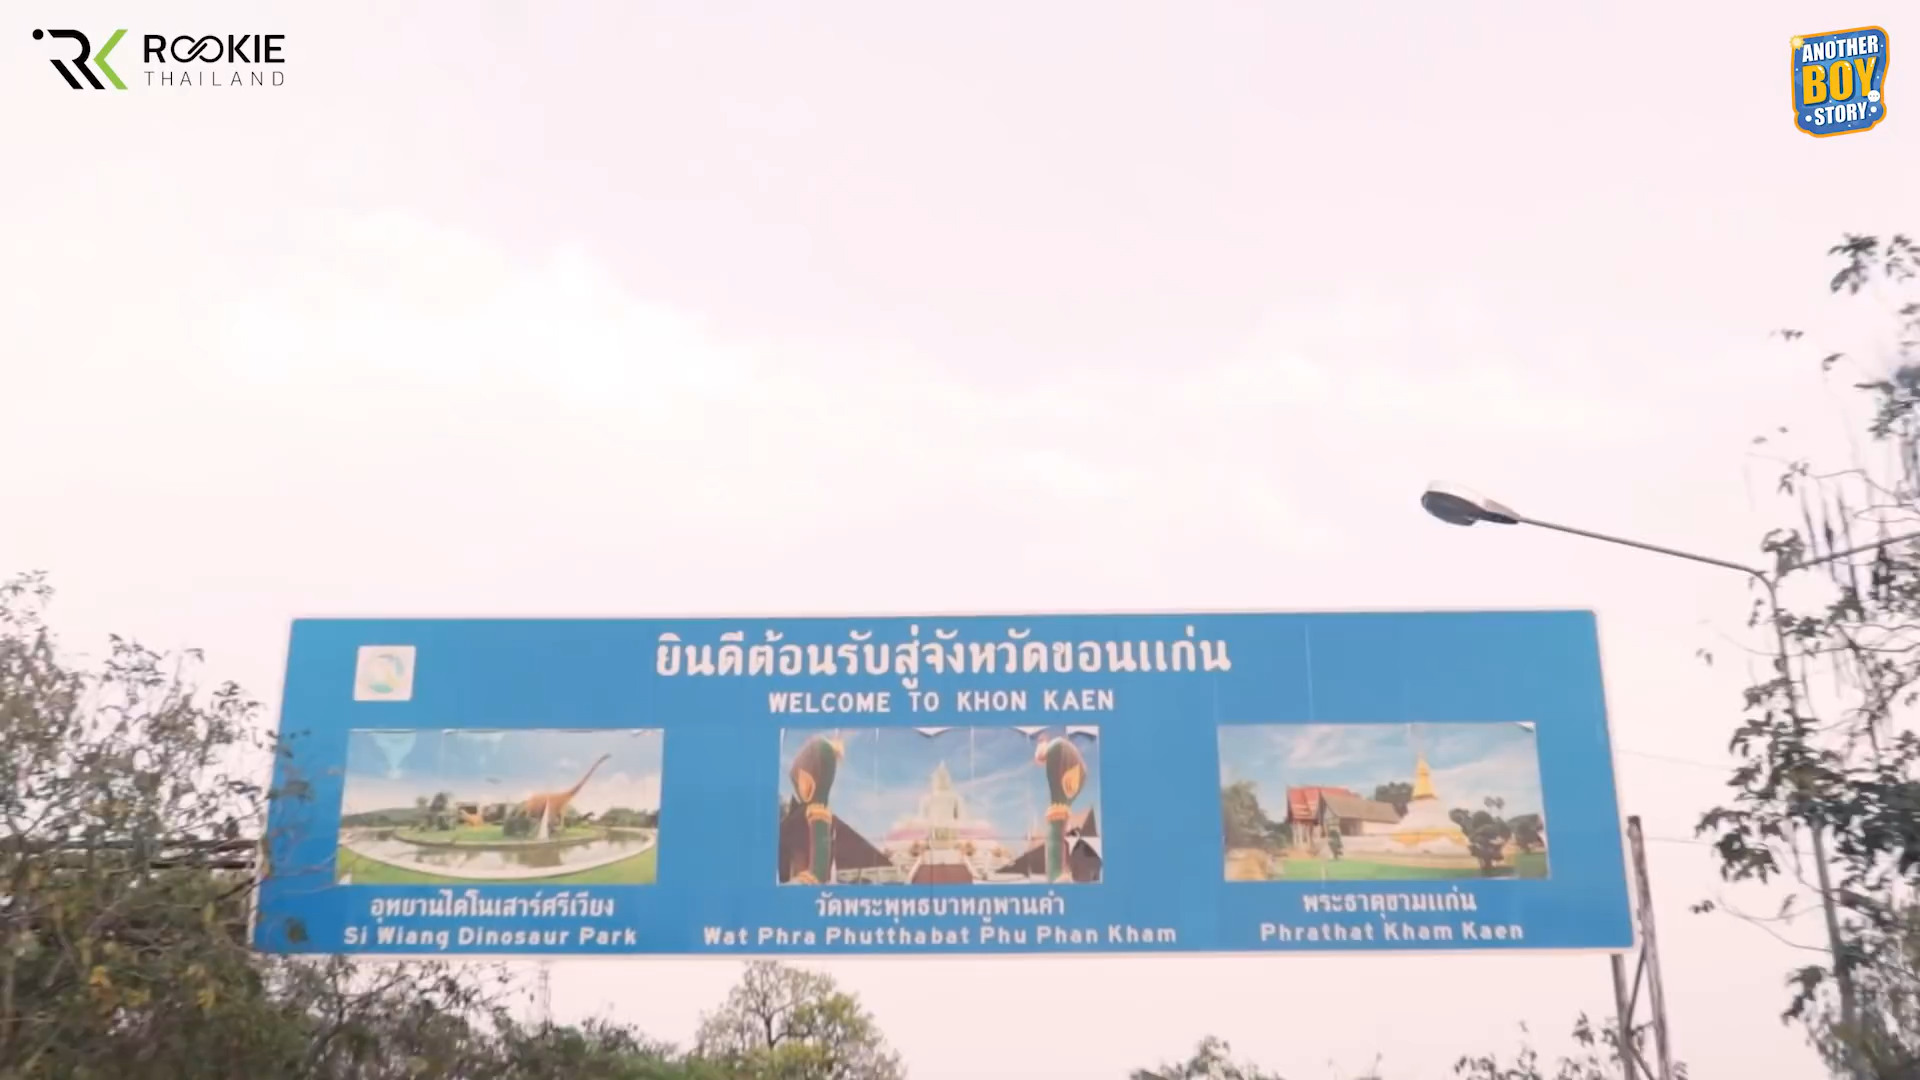 ROOKIE
THAILAND
ANOTHER
BOY
STORY
ยินดีต้อนรับสู่จังหวัดขอนแก่น
WELCOME TO KHON KAEN
อุทยานไดโนเสาร์ศรีเวียง
Si Wiang Dinosaur Park
วัดพระพุทธบาทภูพานคำ
Wat Phra Phutthabat Phu Phan Kham
พระธาตุขามแก่น
Phrathat Kham Kaen